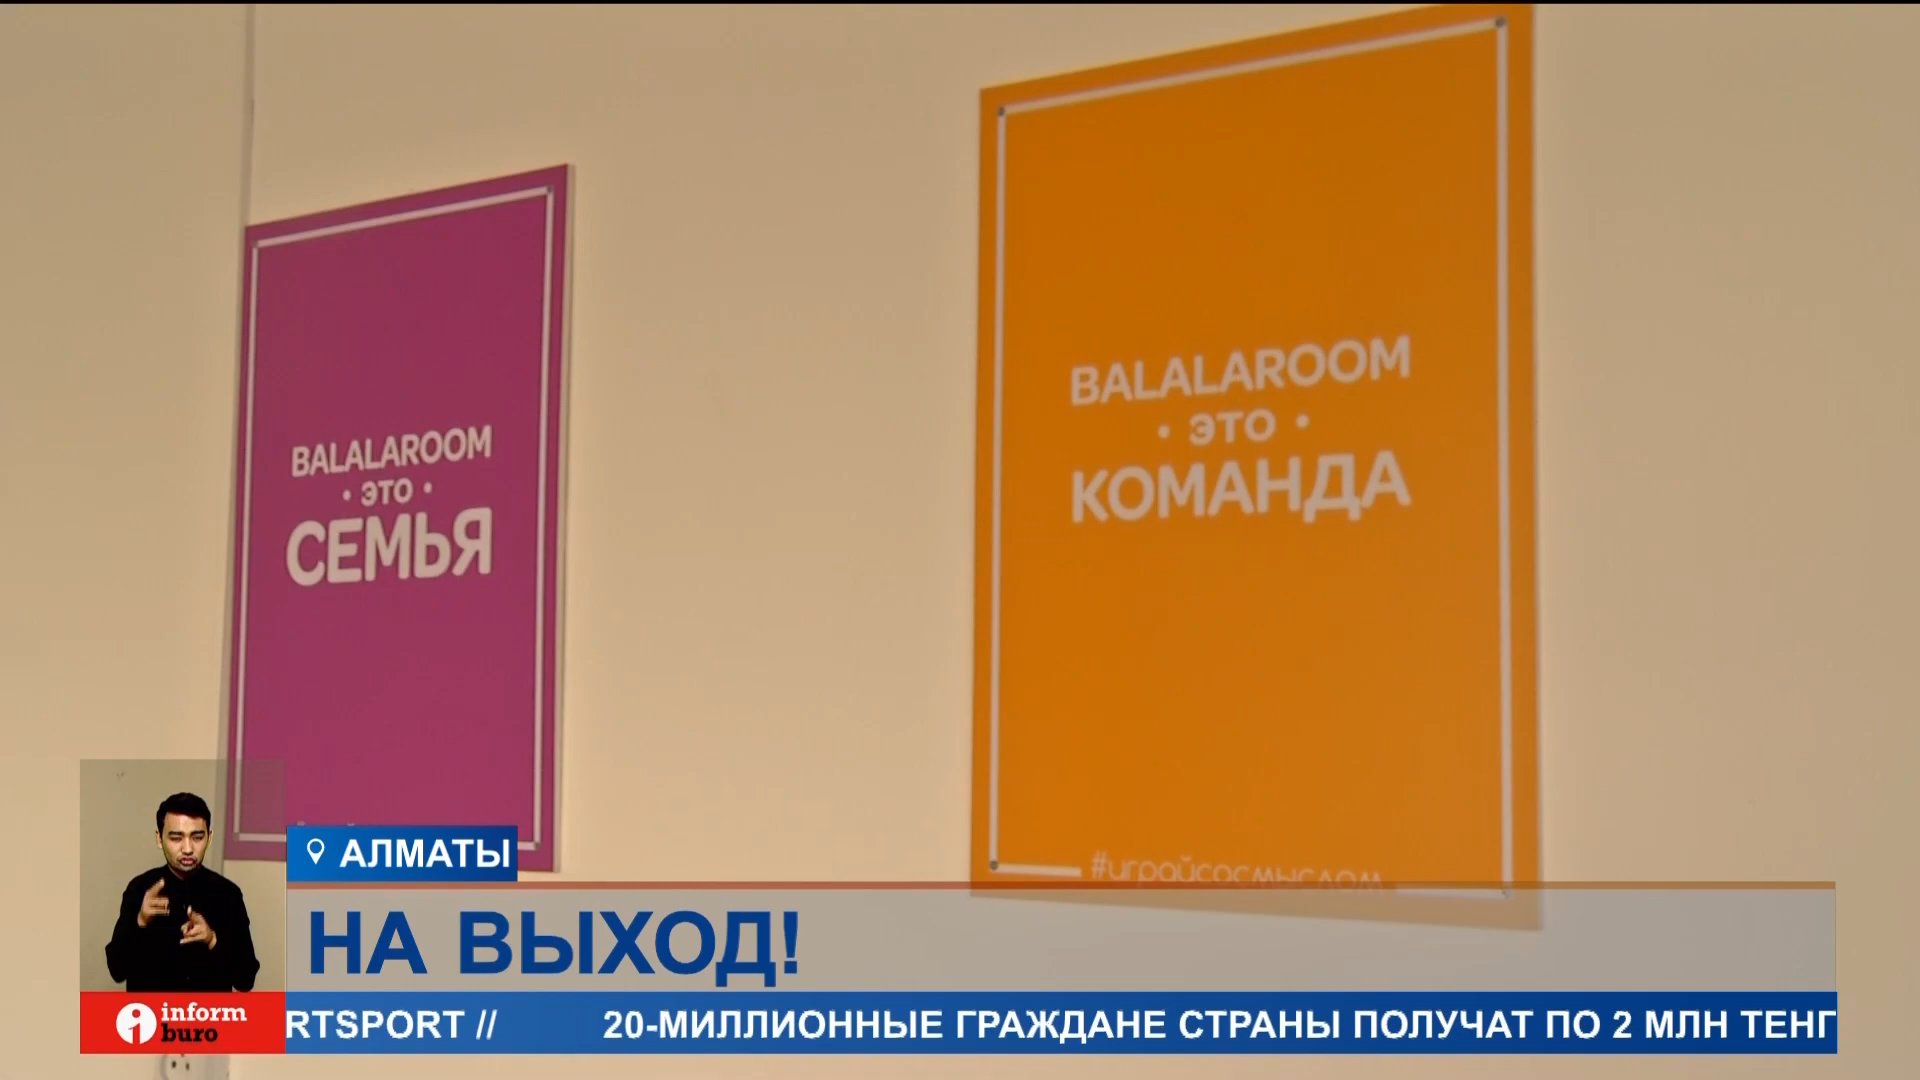 BALALAROOM
• ЭТО •
СЕМЬЯ
BALALAROOM
• ЭТО •
КОМАНДА
#играйсосмыслом
АЛМАТЫ
НА ВЫХОД!
inform
buro
RTSPORT //
20-МИЛЛИОННЫЕ ГРАЖДАНЕ СТРАНЫ ПОЛУЧАТ ПО 2 МЛН ТЕНГ